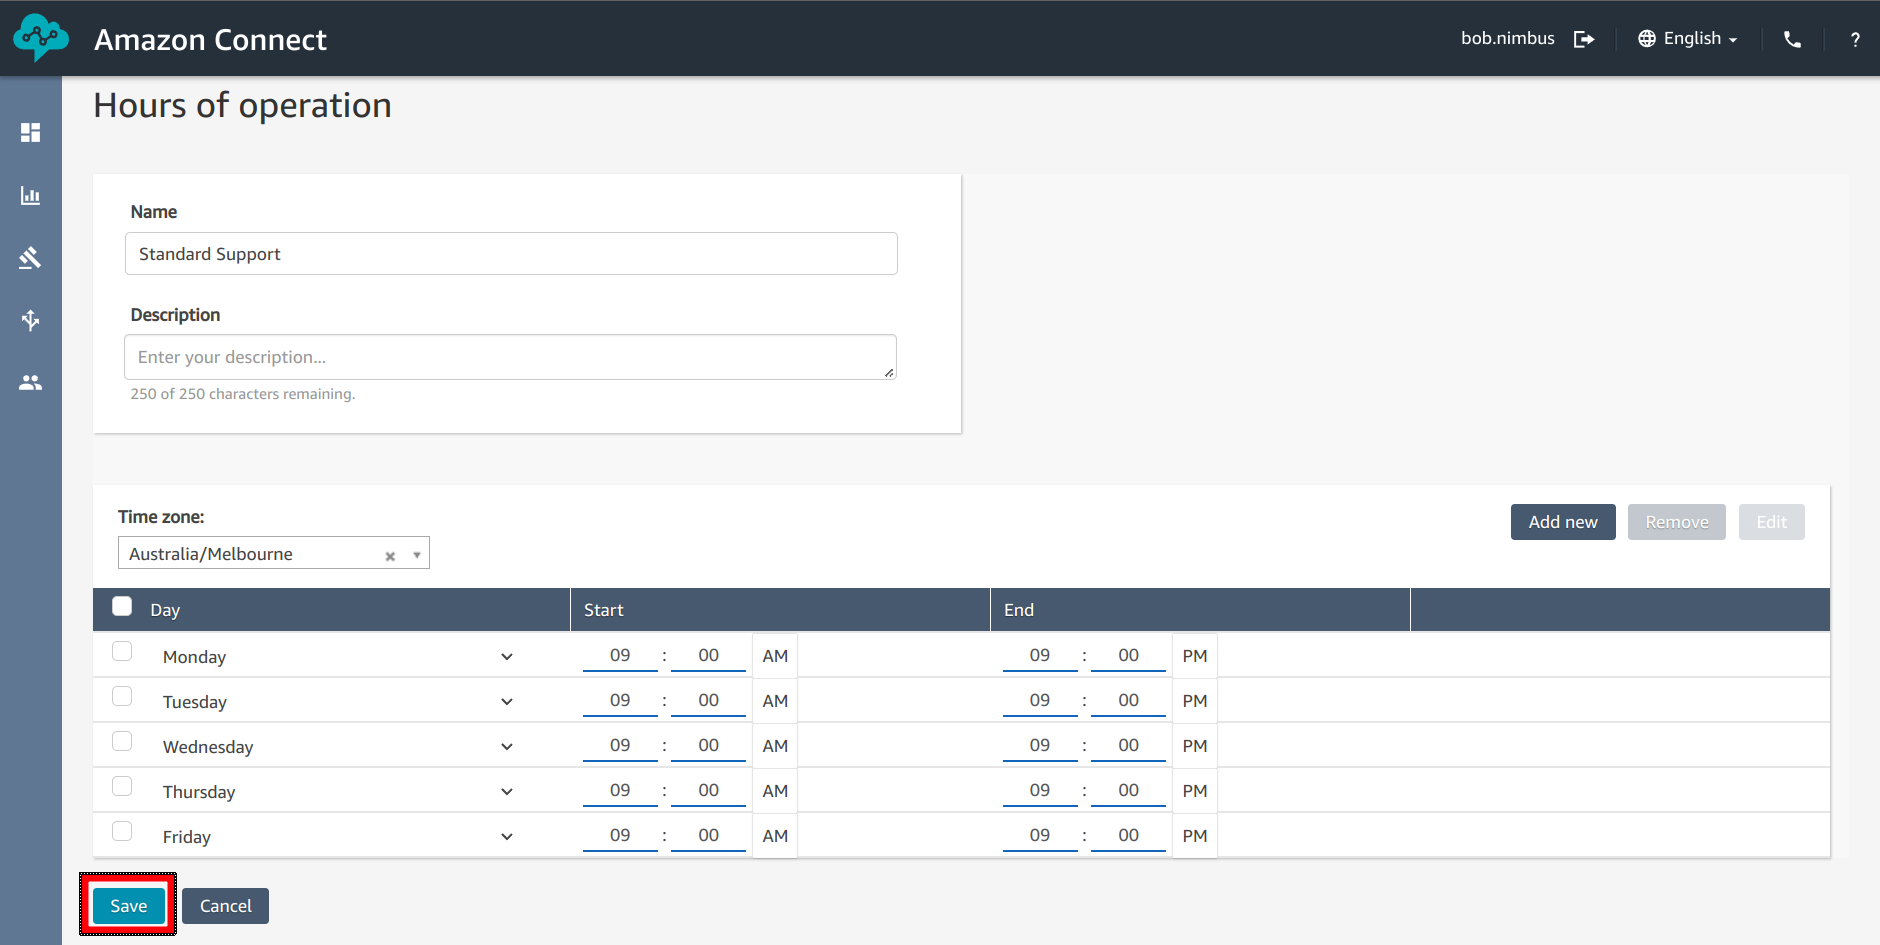 Amazon Connect
bob.nimbus English ?
Hours of operation
Name
Standard Support
Description
Enter your description...
250 of 250 characters remaining.
Time zone:
Australia/Melbourne
Add new Remove Edit
Day Start End
Monday 09 : 00 AM 09 : 00 PM
Tuesday 09 : 00 AM 09 : 00 PM
Wednesday 09 : 00 AM 09 : 00 PM
Thursday 09 : 00 AM 09 : 00 PM
Friday 09 : 00 AM 09 : 00 PM
Save Cancel